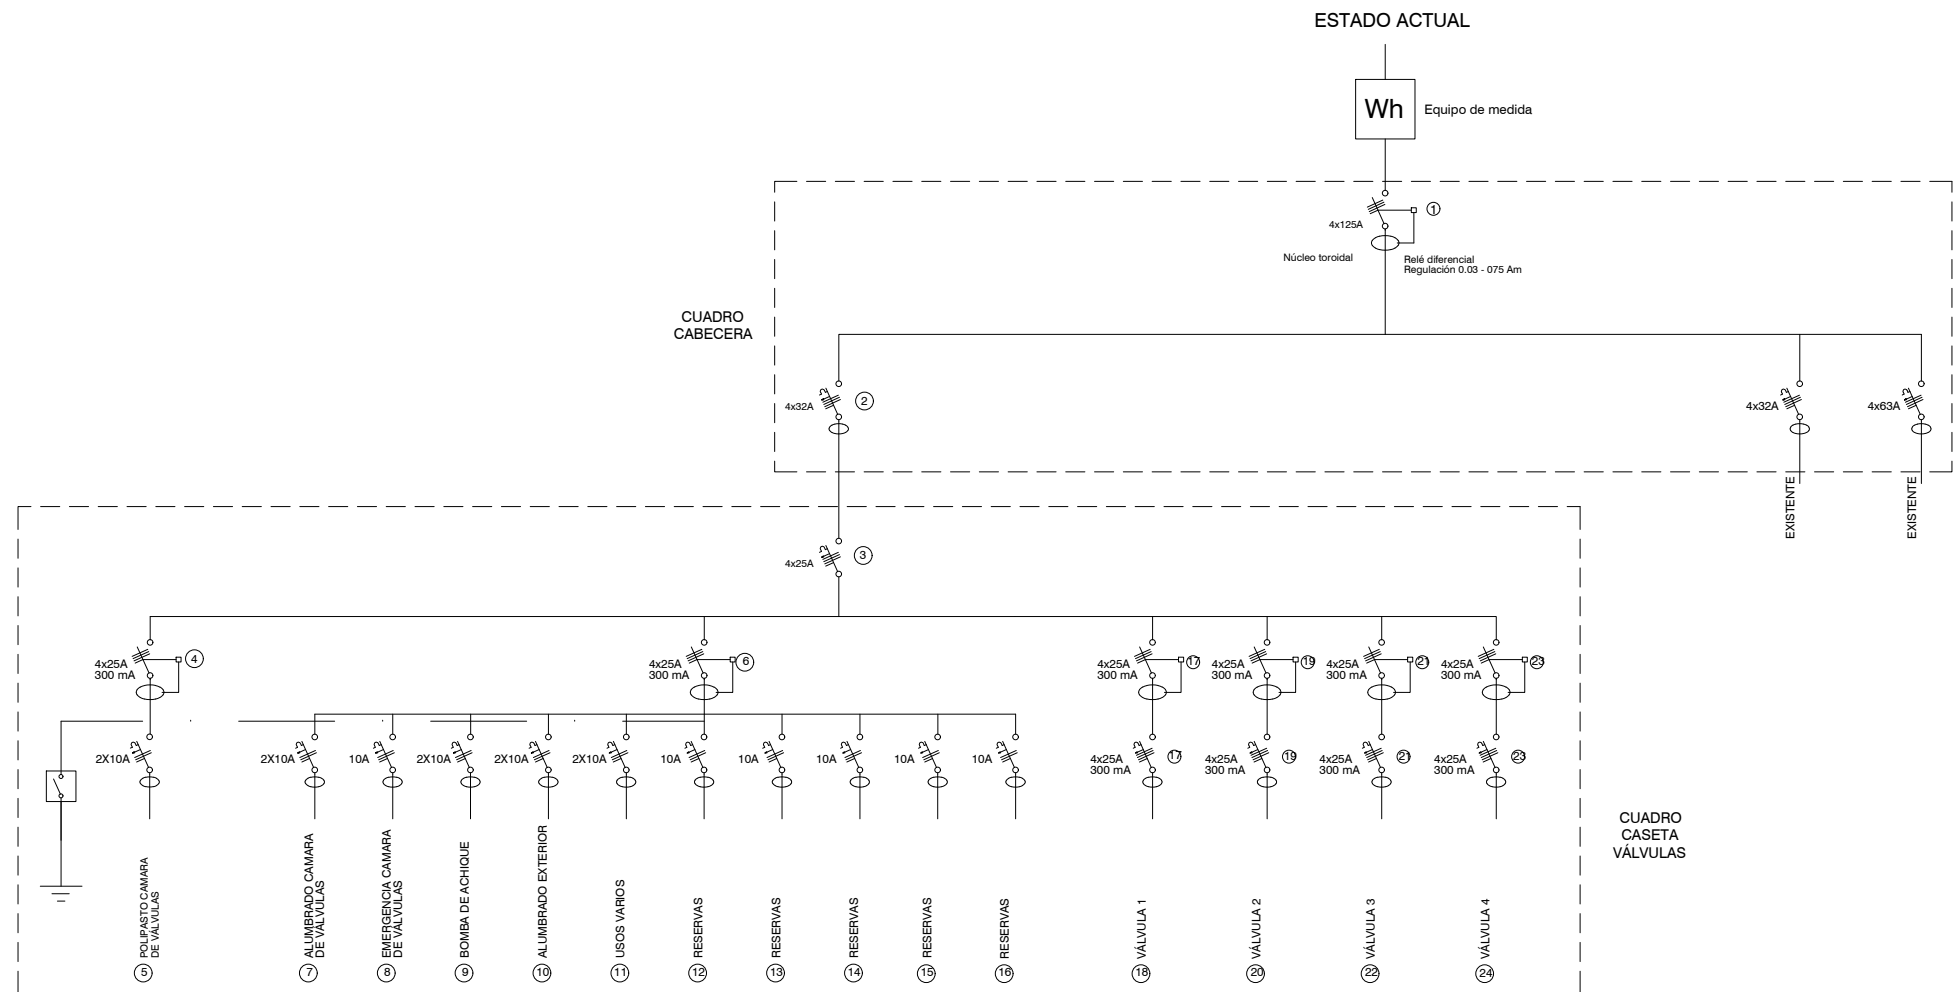 ESTADO ACTUAL
Wh
Equipo de medida
1
4x125A
Núcleo toroidal
Relé diferencial
Regulación 0.03 - 075 Am
CUADRO
CABECERA
4x32A
2
4x32A
4x63A
EXISTENTE
EXISTENTE
4x25A
3
4x25A
300 mA
4
4x25A
300 mA
6
4x25A
300 mA
17
4x25A
300 mA
19
4x25A
300 mA
21
4x25A
300 mA
23
2X10A
2X10A
10A
2X10A
2X10A
2X10A
10A
10A
10A
10A
10A
4x25A
300 mA
17
4x25A
300 mA
19
4x25A
300 mA
21
4x25A
300 mA
23
CUADRO
CASETA
VÁLVULAS
POLIPASTO CAMARA
DE VÁLVULAS
ALUMBRADO CAMARA
DE VALVULAS
EMERGENCIA CAMARA
DE VALVULAS
BOMBA DE ACHIQUE
ALUMBRADO EXTERIOR
USOS VARIOS
RESERVAS
RESERVAS
RESERVAS
RESERVAS
RESERVAS
VÁLVULA 1
VÁLVULA 2
VÁLVULA 3
VÁLVULA 4
5
7
8
9
10
11
12
13
14
15
16
18
20
22
24